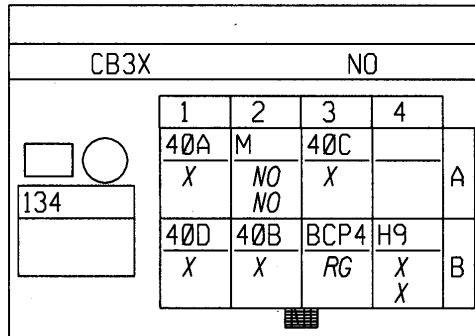 CB3X NO
1 2 3 4
40A M 40C
X NO X A
NO
134
40D 40B BCP4 H9
X X RG X B
X